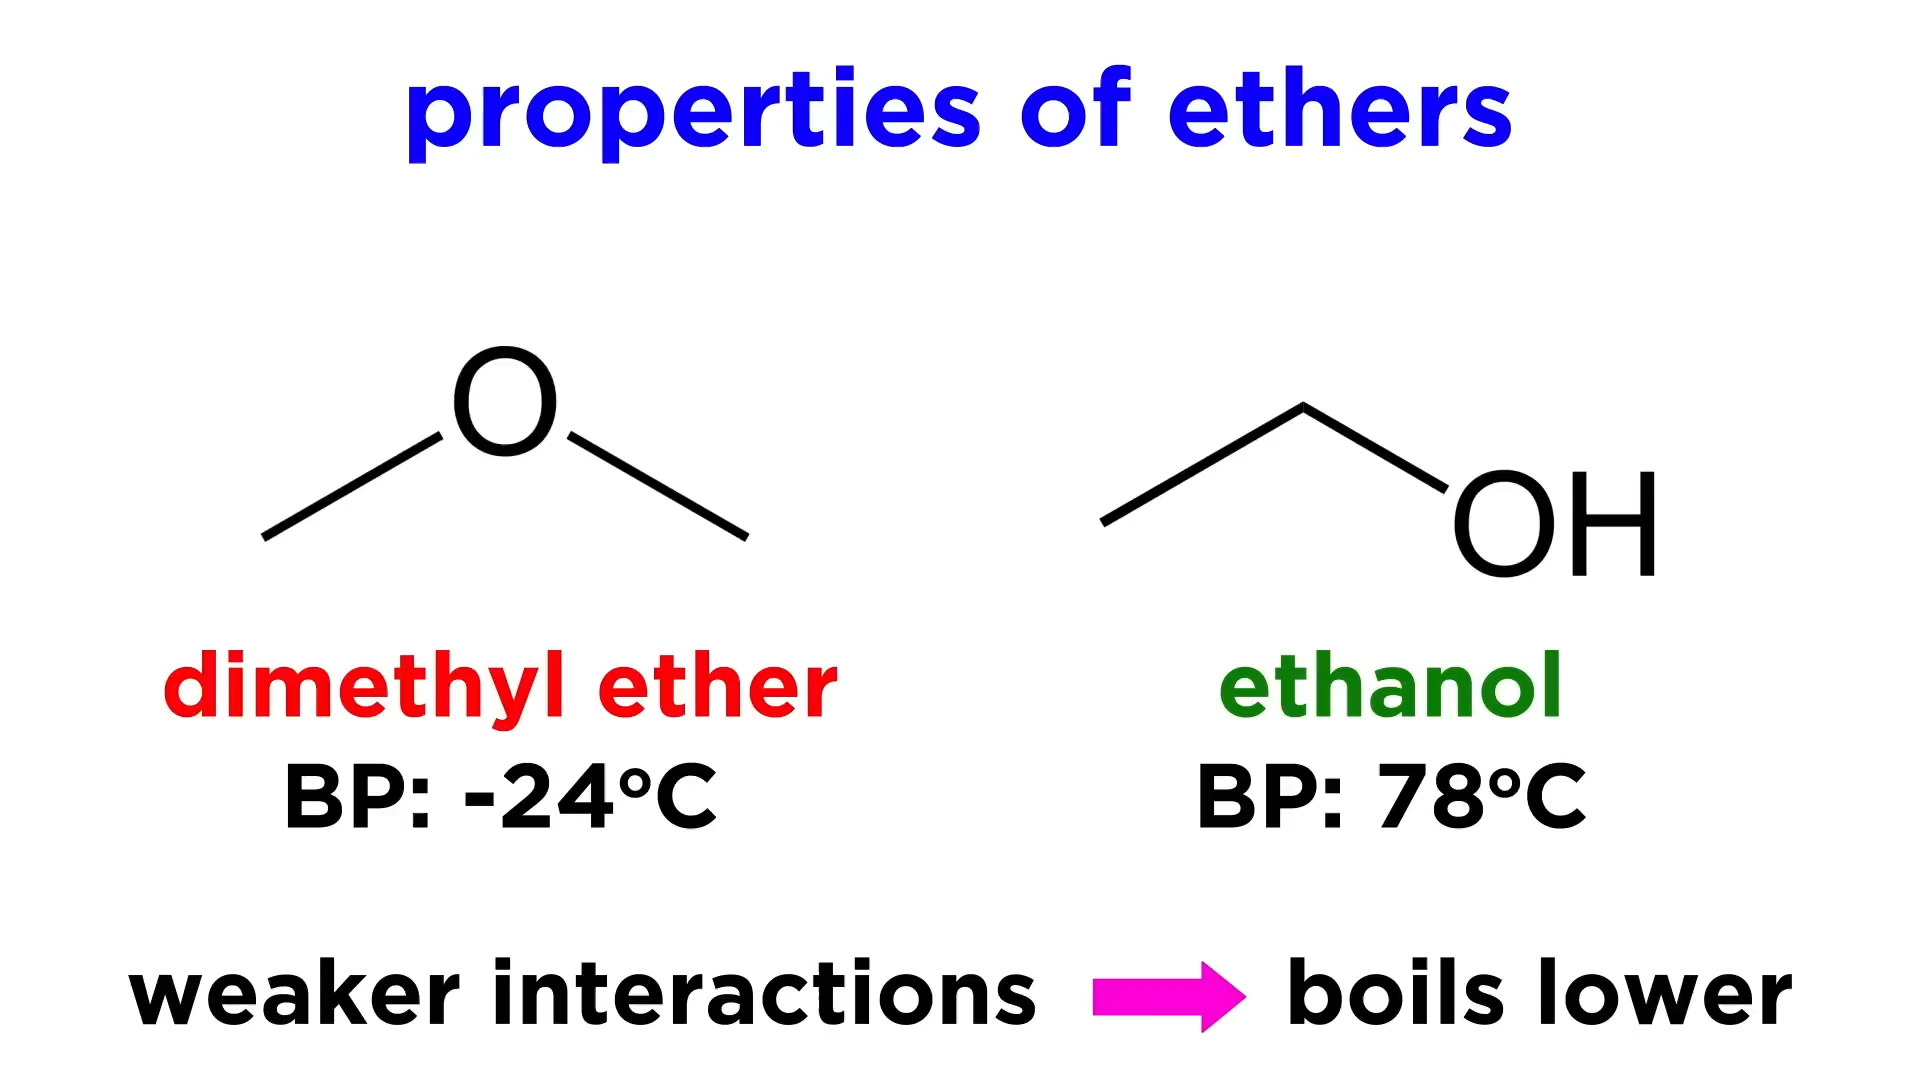 properties of ethers
O
OH
dimethyl ether
ethanol
BP: -24°C
BP: 78°C
weaker interactions
boils lower